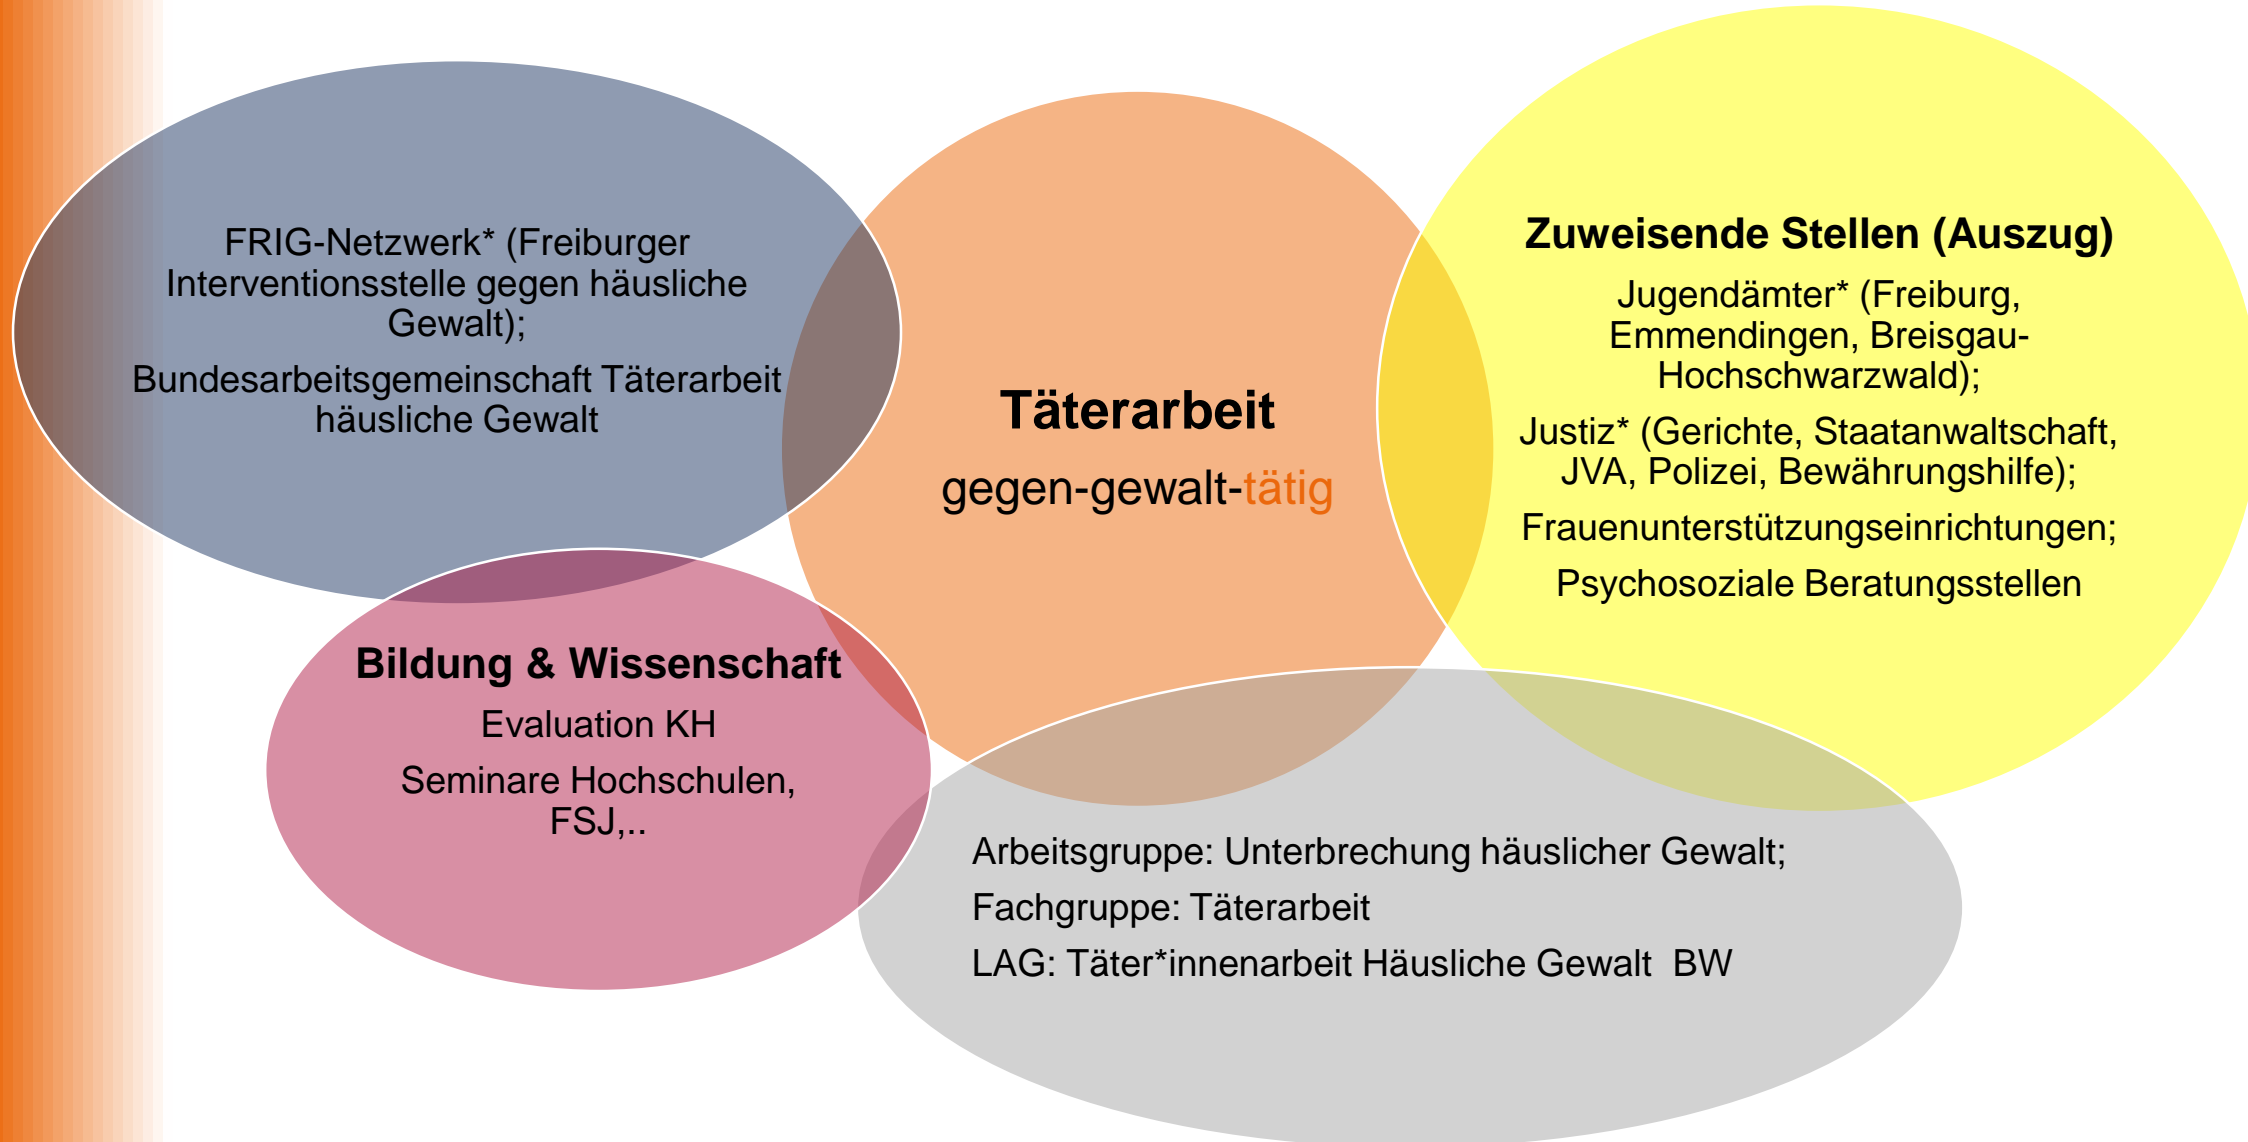 FRIG-Netzwerk* (Freiburger
Interventionsstelle gegen häusliche
Gewalt);
Bundesarbeitsgemeinschaft Täterarbeit
häusliche Gewalt
Täterarbeit
gegen-gewalt-tätig
Zuweisende Stellen (Auszug)
Jugendämter* (Freiburg,
Emmendingen, Breisgau-
Hochschwarzwald);
Justiz* (Gerichte, Staatanwaltschaft,
JVA, Polizei, Bewährungshilfe);
Frauenunterstützungseinrichtungen;
Psychosoziale Beratungsstellen
Bildung & Wissenschaft
Evaluation KH
Seminare Hochschulen,
FSJ,..
Arbeitsgruppe: Unterbrechung häuslicher Gewalt;
Fachgruppe: Täterarbeit
LAG: Täter*innenarbeit Häusliche Gewalt  BW